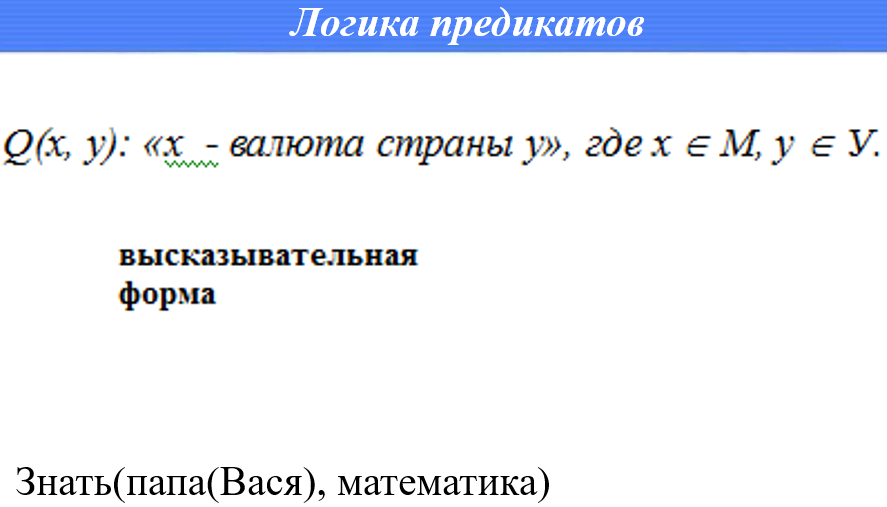 Логика предикатов
Q(x, y): «x - валюта страны y», где x ∈ M, y ∈ У.
высказывательная
форма
Знать(папа(Вася), математика)